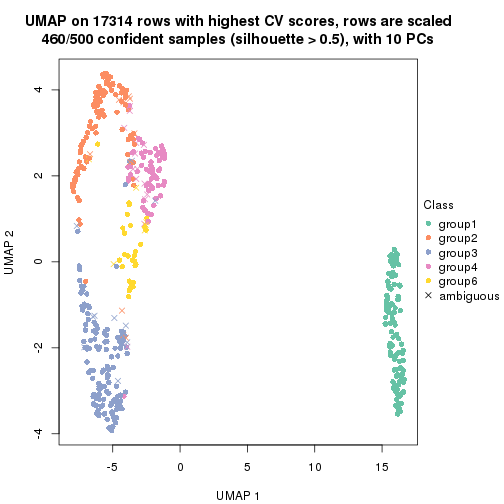 UMAP on 17314 rows with highest CV scores, rows are scaled
460/500 confident samples (silhouette > 0.5), with 10 PCs
4
2
0
-2
-4
UMAP 2
-5
0
5
10
15
UMAP 1
Class
group1
group2
group3
group4
group6
ambiguous